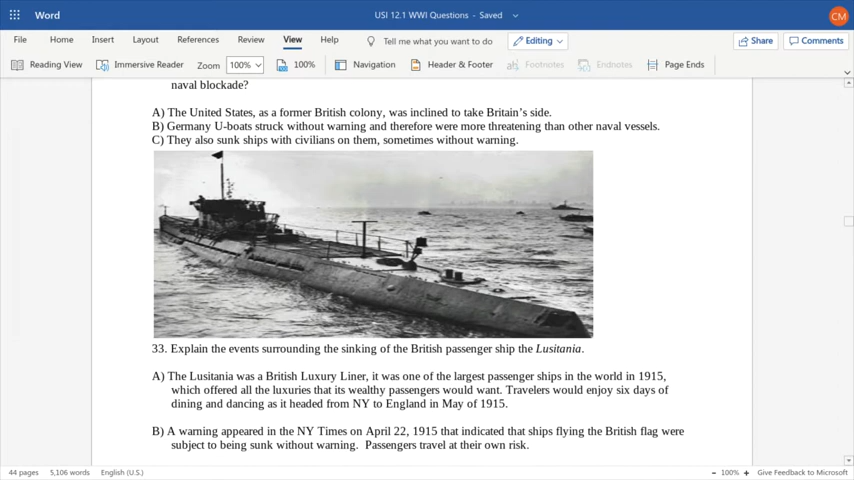 Word
USI 12.1 WWI Questions - Saved
CM
File Home Insert Layout References Review View Help Tell me what you want to do Editing Share Comments
Reading View Immersive Reader Zoom 100% 100% Navigation Header & Footer Footnotes Endnotes Page Ends
naval blockade?
A) The United States, as a former British colony, was inclined to take Britain's side.
B) Germany U-boats struck without warning and therefore were more threatening than other naval vessels.
C) They also sunk ships with civilians on them, sometimes without warning.
33. Explain the events surrounding the sinking of the British passenger ship the Lusitania.
A) The Lusitania was a British Luxury Liner, it was one of the largest passenger ships in the world in 1915,
which offered all the luxuries that its wealthy passengers would want. Travelers would enjoy six days of
dining and dancing as it headed from NY to England in May of 1915.
B) A warning appeared in the NY Times on April 22, 1915 that indicated that ships flying the British flag were
subject to being sunk without warning. Passengers travel at their own risk.
44 pages 5,106 words English (U.S.) - 100% + Give Feedback to Microsoft